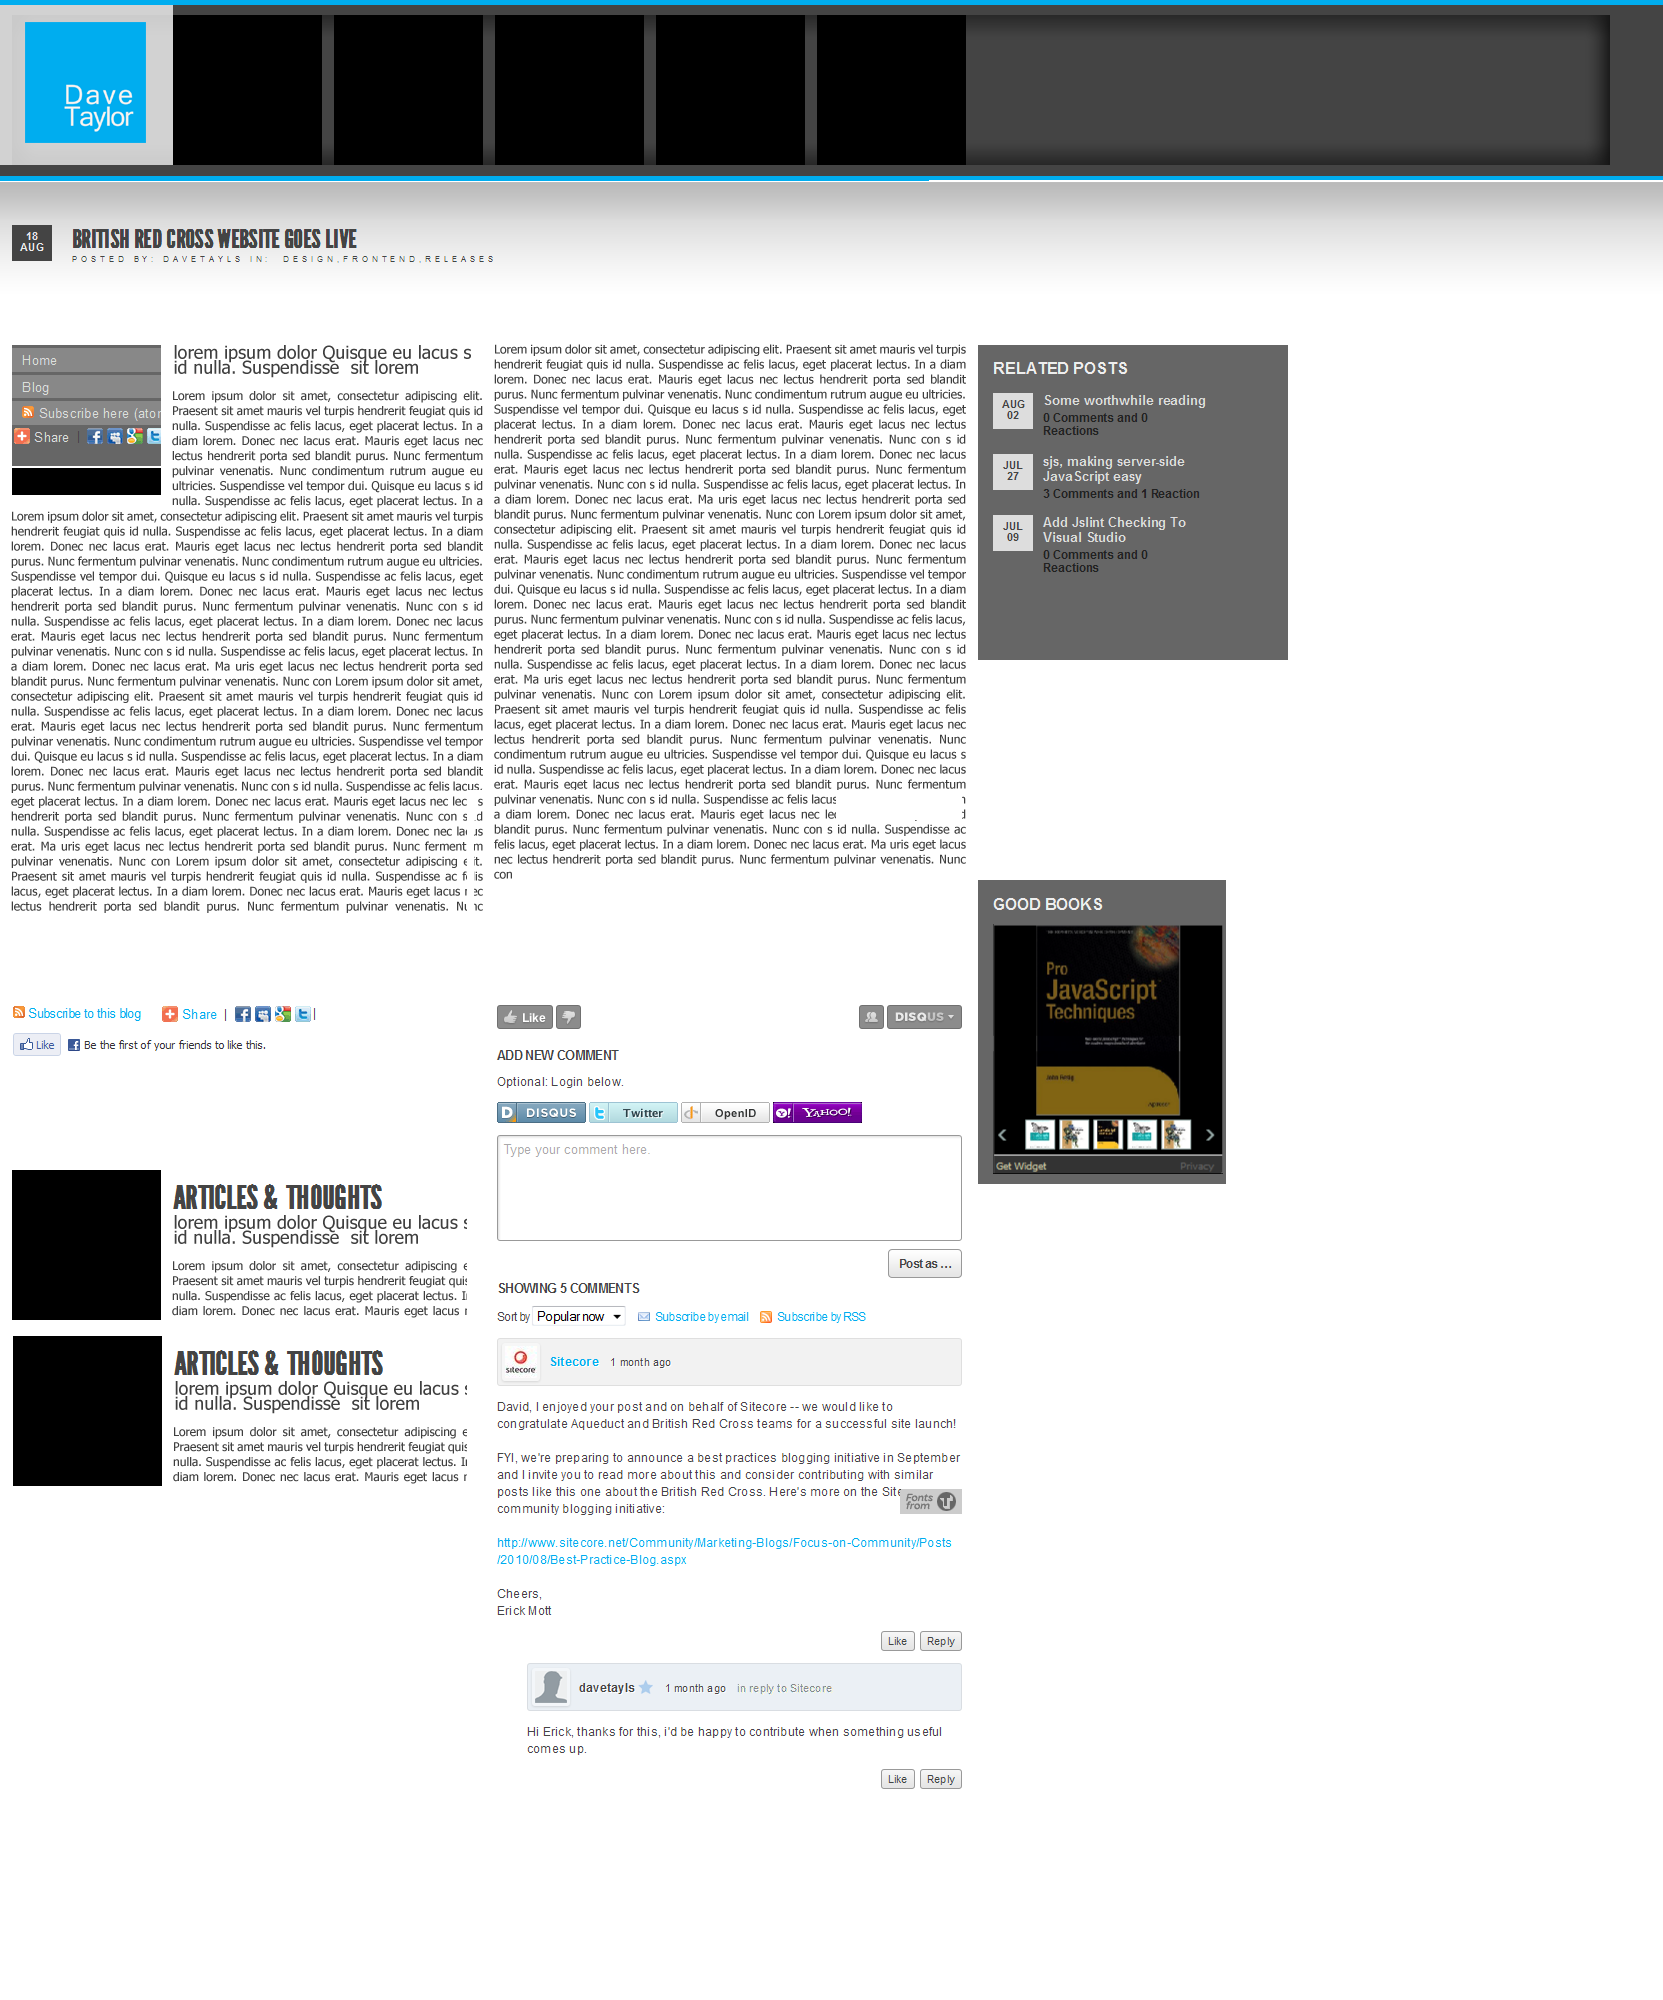 Dave
Taylor
18
AUG
BRITISH RED CROSS WEBSITE GOES LIVE
POSTED BY: DAVETAYLS IN: DESIGN,FRONTEND,RELEASES
Home
Blog
Subscribe here (ator
Share
lorem ipsum dolor Quisque eu lacus s
id nulla. Suspendisse sit lorem
Lorem ipsum dolor sit amet, consectetur adipiscing elit.
Praesent sit amet mauris vel turpis hendrerit feugiat quis id
nulla. Suspendisse ac felis lacus, eget placerat lectus. In a
diam lorem. Donec nec lacus erat. Mauris eget lacus nec
lectus hendrerit porta sed blandit purus. Nunc fermentum
pulvinar venenatis. Nunc condimentum rutrum augue eu
ultricies. Suspendisse vel tempor dui. Quisque eu lacus s id
nulla. Suspendisse ac felis lacus, eget placerat lectus. In a
Lorem ipsum dolor sit amet, consectetur adipiscing elit. Praesent sit amet mauris vel turpis
hendrerit feugiat quis id nulla. Suspendisse ac felis lacus, eget placerat lectus. In a diam
lorem. Donec nec lacus erat. Mauris eget lacus nec lectus hendrerit porta sed blandit
purus. Nunc fermentum pulvinar venenatis. Nunc condimentum rutrum augue eu ultricies.
Suspendisse vel tempor dui. Quisque eu lacus s id nulla. Suspendisse ac felis lacus, eget
placerat lectus. In a diam lorem. Donec nec lacus erat. Mauris eget lacus nec lectus
hendrerit porta sed blandit purus. Nunc fermentum pulvinar venenatis. Nunc con s id
nulla. Suspendisse ac felis lacus, eget placerat lectus. In a diam lorem. Donec nec lacus
erat. Mauris eget lacus nec lectus hendrerit porta sed blandit purus. Nunc fermentum
pulvinar venenatis. Nunc con s id nulla. Suspendisse ac felis lacus, eget placerat lectus. In
a diam lorem. Donec nec lacus erat. Ma uris eget lacus nec lectus hendrerit porta sed
blandit purus. Nunc fermentum pulvinar venenatis. Nunc con Lorem ipsum dolor sit amet,
consectetur adipiscing elit. Praesent sit amet mauris vel turpis hendrerit feugiat quis id
nulla. Suspendisse ac felis lacus, eget placerat lectus. In a diam lorem. Donec nec lacus
erat. Mauris eget lacus nec lectus hendrerit porta sed blandit purus. Nunc fermentum
pulvinar venenatis. Nunc condimentum rutrum augue eu ultricies. Suspendisse vel tempor
dui. Quisque eu lacus s id nulla. Suspendisse ac felis lacus, eget placerat lectus. In a diam
lorem. Donec nec lacus erat. Mauris eget lacus nec lectus hendrerit porta sed blandit
purus. Nunc fermentum pulvinar venenatis. Nunc con s id nulla. Suspendisse ac felis lacus,
eget placerat lectus. In a diam lorem. Donec nec lacus erat. Mauris eget lacus nec lec s
hendrerit porta sed blandit purus. Nunc fermentum pulvinar venenatis. Nunc con s d
nulla. Suspendisse ac felis lacus, eget placerat lectus. In a diam lorem. Donec nec lacus
erat. Ma uris eget lacus nec lectus hendrerit porta sed blandit purus. Nunc ferment m
pulvinar venenatis. Nunc con Lorem ipsum dolor sit amet, consectetur adipiscing elit.
Praesent sit amet mauris vel turpis hendrerit feugiat quis id nulla. Suspendisse ac felis
lacus, eget placerat lectus. In a diam lorem. Donec nec lacus erat. Mauris eget lacus nec
lectus hendrerit porta sed blandit purus. Nunc fermentum pulvinar venenatis. Nunc
Lorem ipsum dolor sit amet, consectetur adipiscing elit. Praesent sit amet mauris vel turpis
hendrerit feugiat quis id nulla. Suspendisse ac felis lacus, eget placerat lectus. In a diam
lorem. Donec nec lacus erat. Mauris eget lacus nec lectus hendrerit porta sed blandit
purus. Nunc fermentum pulvinar venenatis. Nunc condimentum rutrum augue eu ultricies.
Suspendisse vel tempor dui. Quisque eu lacus s id nulla. Suspendisse ac felis lacus, eget
placerat lectus. In a diam lorem. Donec nec lacus erat. Mauris eget lacus nec lectus
hendrerit porta sed blandit purus. Nunc fermentum pulvinar venenatis. Nunc con s id
nulla. Suspendisse ac felis lacus, eget placerat lectus. In a diam lorem. Donec nec lacus
erat. Mauris eget lacus nec lectus hendrerit porta sed blandit purus. Nunc fermentum
pulvinar venenatis. Nunc con s id nulla. Suspendisse ac felis lacus, eget placerat lectus. In
a diam lorem. Donec nec lacus erat. Ma uris eget lacus nec lectus hendrerit porta sed
blandit purus. Nunc fermentum pulvinar venenatis. Nunc con Lorem ipsum dolor sit amet,
consectetur adipiscing elit. Praesent sit amet mauris vel turpis hendrerit feugiat quis id
nulla. Suspendisse ac felis lacus, eget placerat lectus. In a diam lorem. Donec nec lacus
erat. Mauris eget lacus nec lectus hendrerit porta sed blandit purus. Nunc fermentum
pulvinar venenatis. Nunc condimentum rutrum augue eu ultricies. Suspendisse vel tempor
dui. Quisque eu lacus s id nulla. Suspendisse ac felis lacus, eget placerat lectus. In a diam
lorem. Donec nec lacus erat. Mauris eget lacus nec lectus hendrerit porta sed blandit
purus. Nunc fermentum pulvinar venenatis. Nunc con s id nulla. Suspendisse ac felis lacus,
eget placerat lectus. In a diam lorem. Donec nec lacus erat. Mauris eget lacus nec lectus
hendrerit porta sed blandit purus. Nunc fermentum pulvinar venenatis. Nunc con s id
nulla. Suspendisse ac felis lacus, eget placerat lectus. In a diam lorem. Donec nec lacus
erat. Ma uris eget lacus nec lectus hendrerit porta sed blandit purus. Nunc fermentum
pulvinar venenatis. Nunc con Lorem ipsum dolor sit amet, consectetur adipiscing elit.
Praesent sit amet mauris vel turpis hendrerit feugiat quis id nulla. Suspendisse ac felis
lacus, eget placerat lectus. In a diam lorem. Donec nec lacus erat. Mauris eget lacus nec
lectus hendrerit porta sed blandit purus. Nunc fermentum pulvinar venenatis. Nunc
condimentum rutrum augue eu ultricies. Suspendisse vel tempor dui. Quisque eu lacus s
id nulla. Suspendisse ac felis lacus, eget placerat lectus. In a diam lorem. Donec nec lacus
erat. Mauris eget lacus nec lectus hendrerit porta sed blandit purus. Nunc fermentum
pulvinar venenatis. Nunc con s id nulla. Suspendisse ac felis lacus
a diam lorem. Donec nec lacus erat. Mauris eget lacus nec lec d
blandit purus. Nunc fermentum pulvinar venenatis. Nunc con s id nulla. Suspendisse ac
felis lacus, eget placerat lectus. In a diam lorem. Donec nec lacus erat. Ma uris eget lacus
nec lectus hendrerit porta sed blandit purus. Nunc fermentum pulvinar venenatis. Nunc
con
RELATED POSTS
AUG
02
Some worthwhile reading
0 Comments and 0
Reactions
JUL
27
sjs, making server-side
JavaScript easy
3 Comments and 1 Reaction
JUL
09
Add Jslint Checking To
Visual Studio
0 Comments and 0
Reactions
GOOD BOOKS
Pro
JavaScript
Techniques
John Resig
Apress
Get Widget
Privacy
Subscribe to this blog
Share
Like
Be the first of your friends to like this.
ARTICLES & THOUGHTS
lorem ipsum dolor Quisque eu lacus s
id nulla. Suspendisse sit lorem
Lorem ipsum dolor sit amet, consectetur adipiscing e
Praesent sit amet mauris vel turpis hendrerit feugiat quis
nulla. Suspendisse ac felis lacus, eget placerat lectus. I
diam lorem. Donec nec lacus erat. Mauris eget lacus n
ARTICLES & THOUGHTS
lorem ipsum dolor Quisque eu lacus s
id nulla. Suspendisse sit lorem
Lorem ipsum dolor sit amet, consectetur adipiscing e
Praesent sit amet mauris vel turpis hendrerit feugiat quis
nulla. Suspendisse ac felis lacus, eget placerat lectus. I
diam lorem. Donec nec lacus erat. Mauris eget lacus n
Like
DISQUS
ADD NEW COMMENT
Optional: Login below.
D DISQUS
Twitter
OpenID
Y! YAHOO!
Type your comment here.
Post as ...
SHOWING 5 COMMENTS
Sort by Popular now
Subscribe by email
Subscribe by RSS
sitecore
Sitecore 1 month ago
David, I enjoyed your post and on behalf of Sitecore -- we would like to
congratulate Aqueduct and British Red Cross teams for a successful site launch!
FYI, we're preparing to announce a best practices blogging initiative in September
and I invite you to read more about this and consider contributing with similar
posts like this one about the British Red Cross. Here's more on the Site
community blogging initiative:
Fonts
from
http://www.sitecore.net/Community/Marketing-Blogs/Focus-on-Community/Posts
/2010/08/Best-Practice-Blog.aspx
Cheers,
Erick Mott
Like
Reply
davetayls 1 month ago in reply to Sitecore
Hi Erick, thanks for this, i'd be happy to contribute when something useful
comes up.
Like
Reply